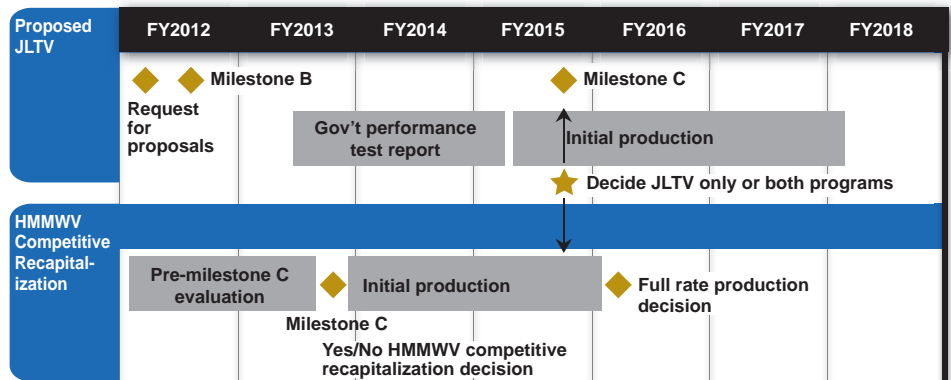 Proposed
JLTV
FY2012 FY2013 FY2014 FY2015 FY2016 FY2017 FY2018
Milestone B
Milestone C
Request
for
proposals
Gov't performance
test report
Initial production
Decide JLTV only or both programs
HMMWV
Competitive
Recapital-
ization
Pre-milestone C
evaluation
Initial production
Full rate production
decision
Milestone C
Yes/No HMMWV competitive
recapitalization decision